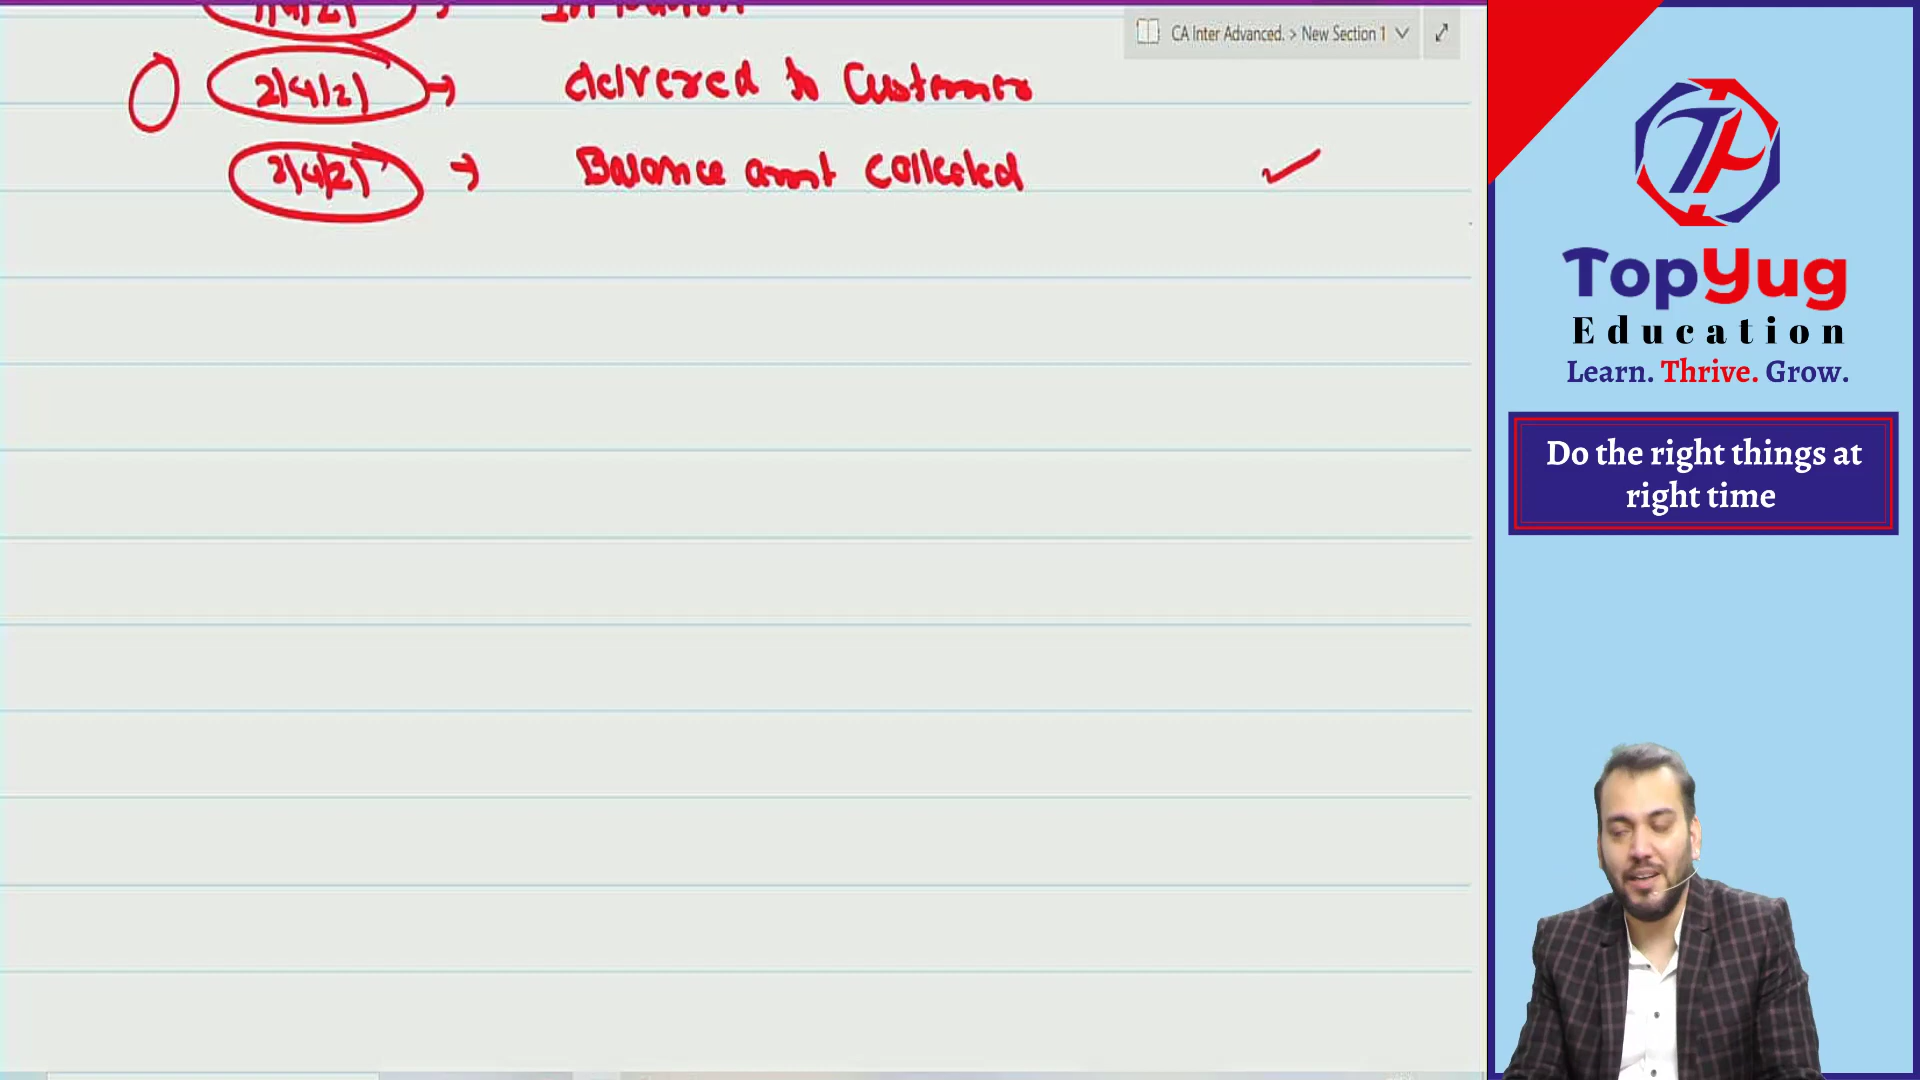 CA Inter Advanced. > New Section 1
2/4/21 → delivered to Customers
2/4/21 → Balance amt collected ✓
TopYug
Education
Learn. Thrive. Grow.
Do the right things at
right time